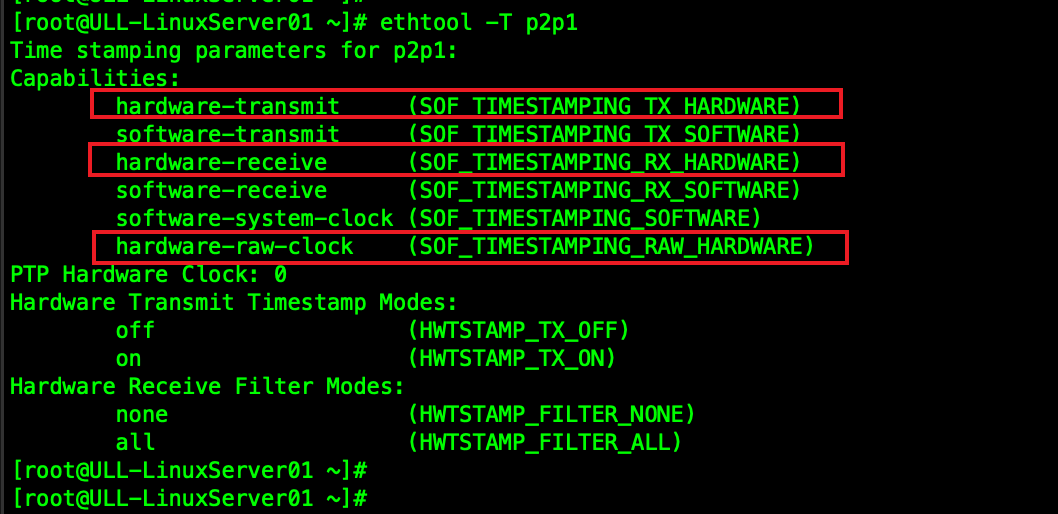 [root@ULL-LinuxServer01 ~]# ethtool -T p2p1
Time stamping parameters for p2p1:
Capabilities:
hardware-transmit (SOF_TIMESTAMPING_TX_HARDWARE)
software-transmit (SOF_TIMESTAMPING_TX_SOFTWARE)
hardware-receive (SOF_TIMESTAMPING_RX_HARDWARE)
software-receive (SOF_TIMESTAMPING_RX_SOFTWARE)
software-system-clock (SOF_TIMESTAMPING_SOFTWARE)
hardware-raw-clock (SOF_TIMESTAMPING_RAW_HARDWARE)
PTP Hardware Clock: 0
Hardware Transmit Timestamp Modes:
off (HWTSTAMP_TX_OFF)
on (HWTSTAMP_TX_ON)
Hardware Receive Filter Modes:
none (HWTSTAMP_FILTER_NONE)
all (HWTSTAMP_FILTER_ALL)
[root@ULL-LinuxServer01 ~]#
[root@ULL-LinuxServer01 ~]#